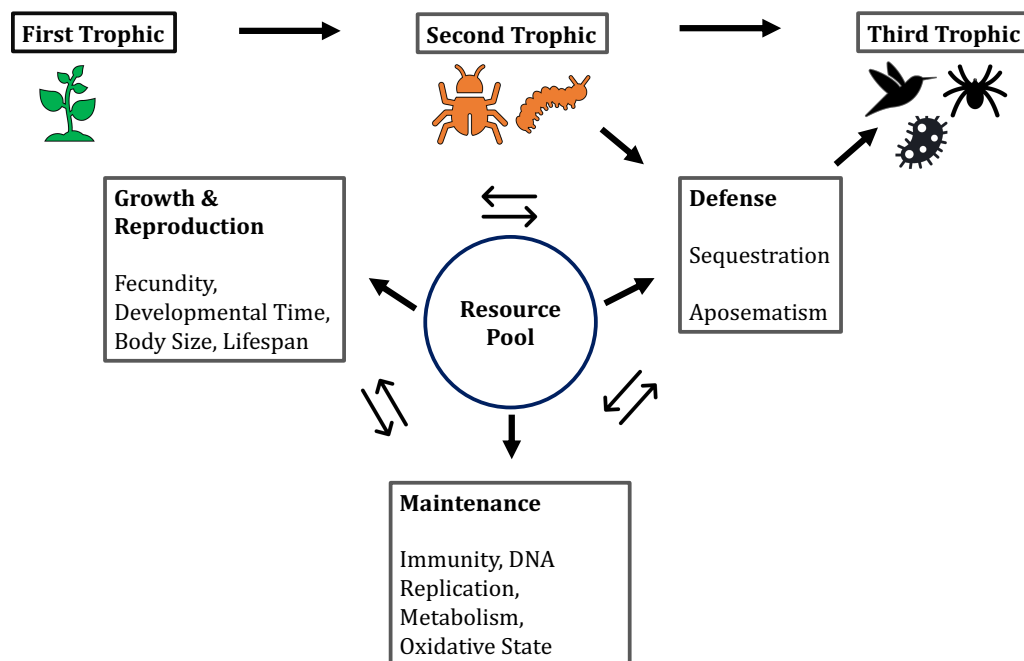 First Trophic
Second Trophic
Third Trophic
Growth &
Reproduction
Fecundity,
Developmental Time,
Body Size, Lifespan
Resource
Pool
Defense
Sequestration
Aposematism
Maintenance
Immunity, DNA
Replication,
Metabolism,
Oxidative State